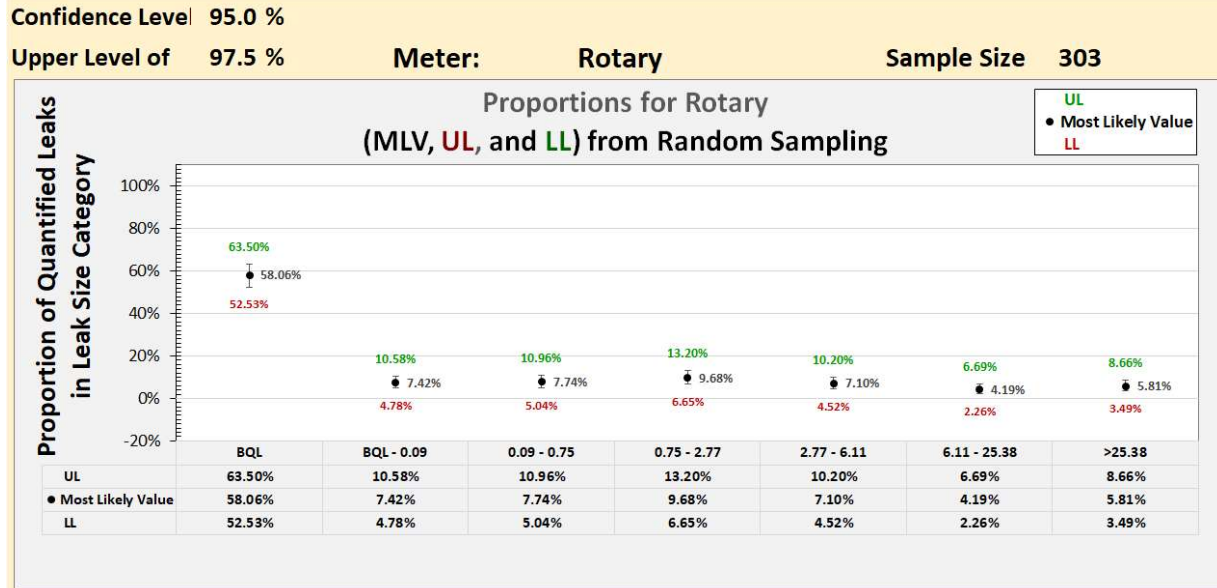 Confidence Level 95.0 %
Upper Level of 97.5 % Meter: Rotary Sample Size 303
Proportions for Rotary
(MLV, UL, and LL) from Random Sampling
UL
● Most Likely Value
LL
Proportion of Quantified Leaks
in Leak Size Category
100%
80%
60%
40%
20%
0%
-20%
63.50%
58.06%
52.53%
10.58%
7.42%
4.78%
10.96%
7.74%
5.04%
13.20%
9.68%
6.65%
10.20%
7.10%
4.52%
6.69%
4.19%
2.26%
8.66%
5.81%
3.49%
BQL BQL - 0.09 0.09 - 0.75 0.75 - 2.77 2.77 - 6.11 6.11 - 25.38 >25.38
UL 63.50% 10.58% 10.96% 13.20% 10.20% 6.69% 8.66%
● Most Likely Value 58.06% 7.42% 7.74% 9.68% 7.10% 4.19% 5.81%
LL 52.53% 4.78% 5.04% 6.65% 4.52% 2.26% 3.49%